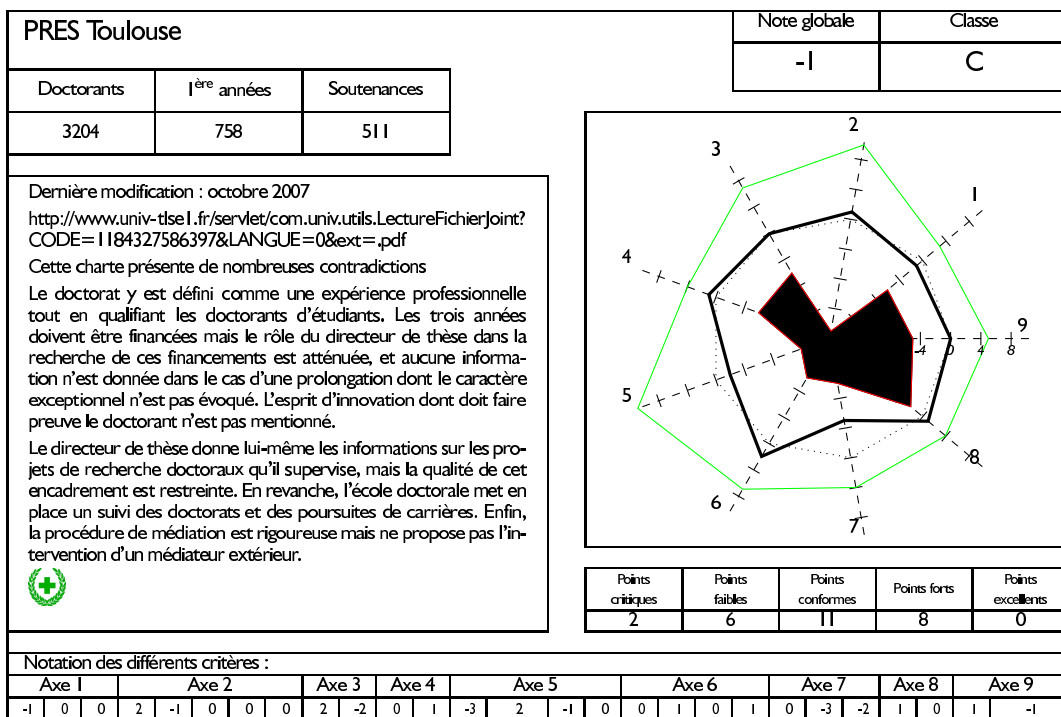 PRES Toulouse
Note globale Classe
-1 C
Doctorants 1ère années Soutenances
3204 758 511
Dernière modification : octobre 2007
http://www.univ-tlse1.fr/servlet/com.univ.utils.LectureFichierJoint?
CODE=1184327586397&LANGUE=0&ext=.pdf
Cette charte présente de nombreuses contradictions
Le doctorat y est défini comme une expérience professionnelle
tout en qualifiant les doctorants d'étudiants. Les trois années
doivent être financées mais le rôle du directeur de thèse dans la
recherche de ces financements est atténuée, et aucune informa-
tion n'est donnée dans le cas d'une prolongation dont le caractère
exceptionnel n'est pas évoqué. L'esprit d'innovation dont doit faire
preuve le doctorant n'est pas mentionné.
Le directeur de thèse donne lui-même les informations sur les pro-
jets de recherche doctoraux qu'il supervise, mais la qualité de cet
encadrement est restreinte. En revanche, l'école doctorale met en
place un suivi des doctorats et des poursuites de carrières. Enfin,
la procédure de médiation est rigoureuse mais ne propose pas l'in-
tervention d'un médiateur extérieur.
2
3
1
4
9
-4 0 4 8
5
8
6
7
Points critiques Points faibles Points conformes Points forts Points excellents
2 6 11 8 0
Notation des différents critères :
Axe 1 Axe 2 Axe 3 Axe 4 Axe 5 Axe 6 Axe 7 Axe 8 Axe 9
-1 0 0 2 -1 0 0 0 2 -2 0 1 -3 2 -1 0 0 1 0 1 0 -3 -2 1 0 1 -1